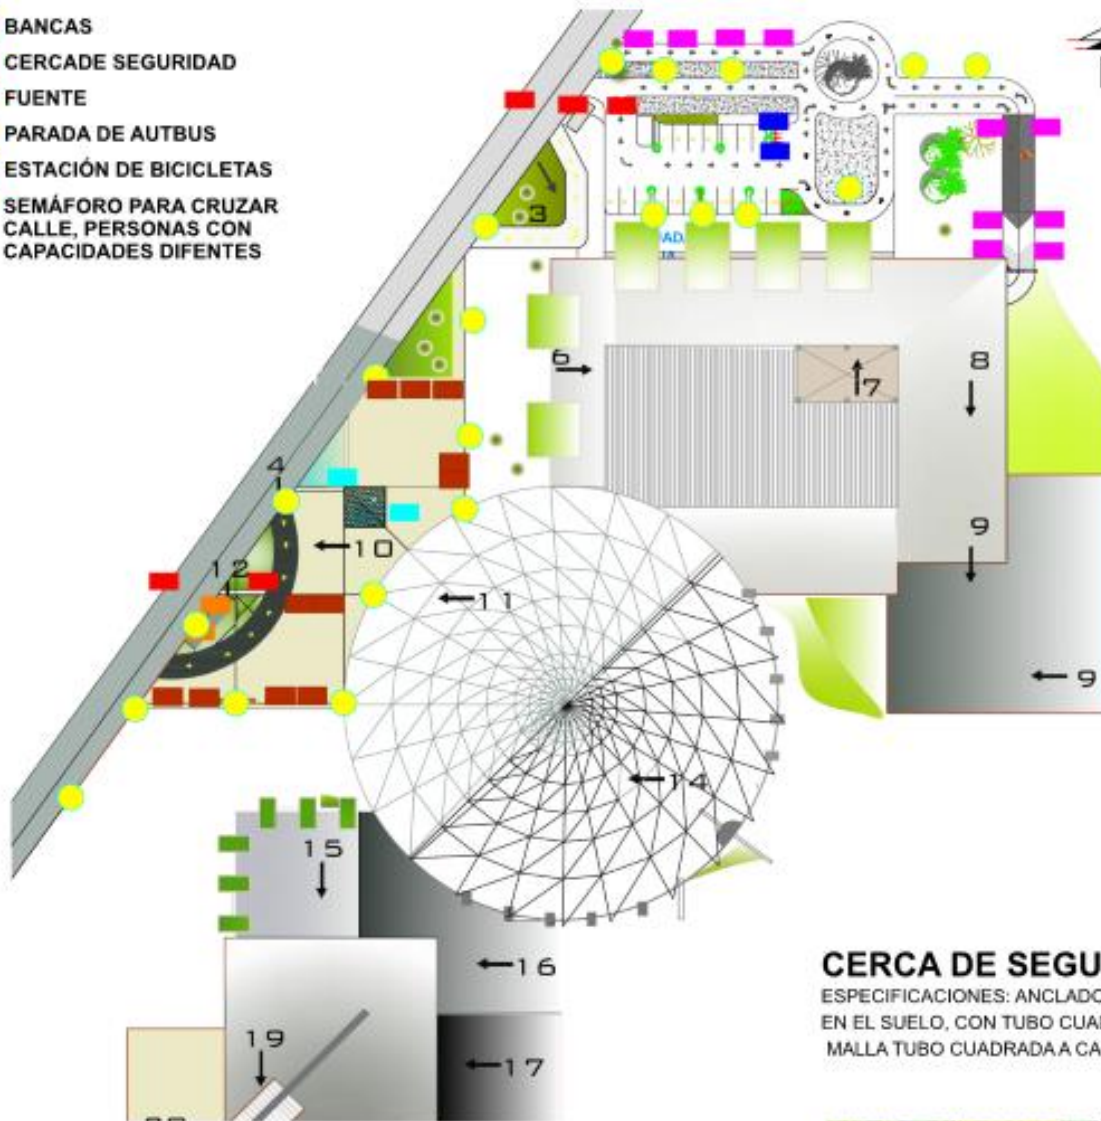 BANCAS
CERCADE SEGURIDAD
FUENTE
PARADA DE AUTBUS
ESTACIÓN DE BICICLETAS
SEMÁFORO PARA CRUZAR
CALLE, PERSONAS CON
CAPACIDADES DIFENTES
3
6
7
8
4
9
10
12
11
9
14
15
16
19
17
CERCA DE SEGU
ESPECIFICACIONES: ANCLADO
EN EL SUELO, CON TUBO CUA
MALLA TUBO CUADRADA A CA